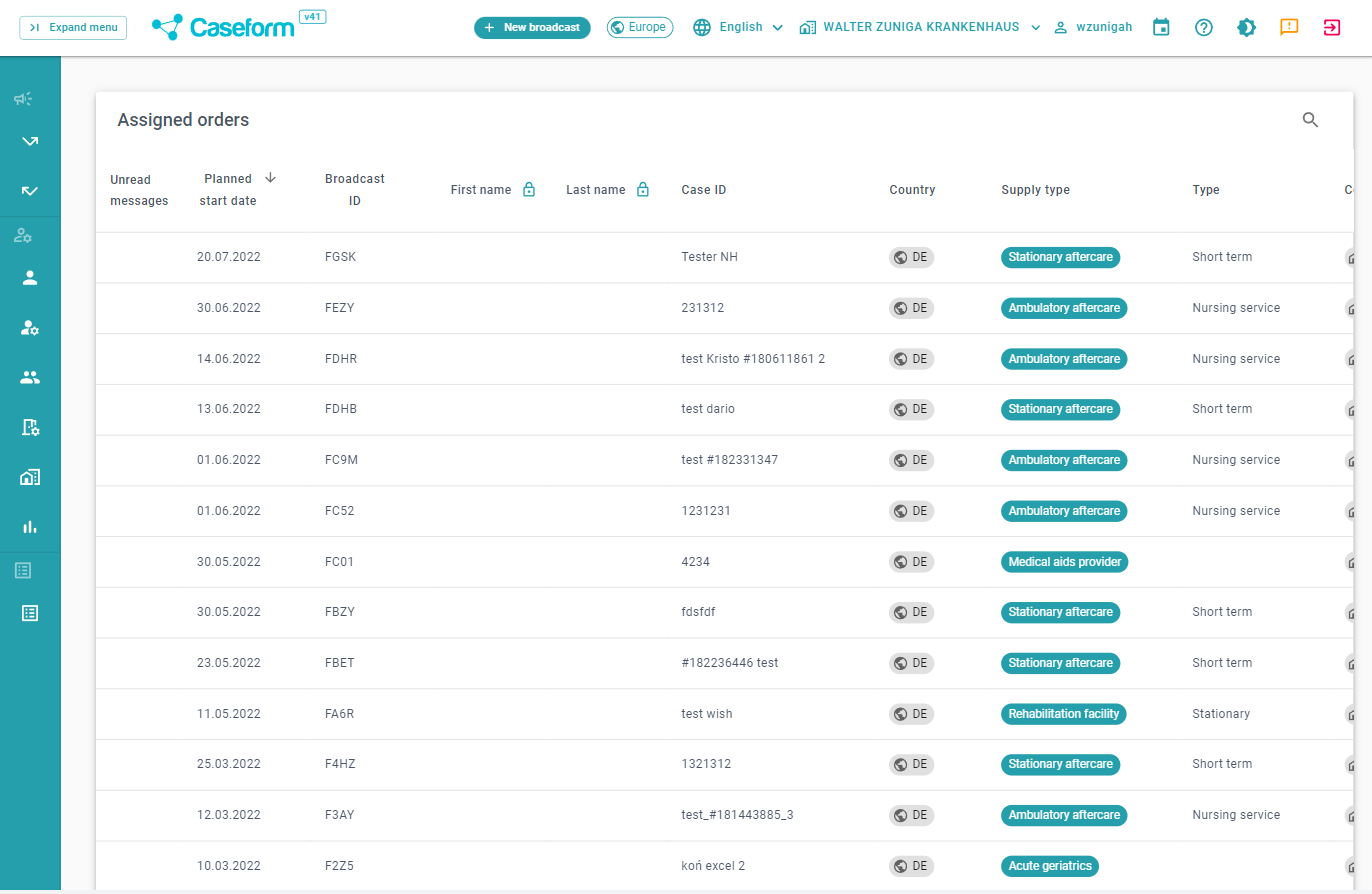 Expand menu
Caseform
v41
New broadcast
Europe
English
WALTER ZUNIGA KRANKENHAUS
wzunigah
Assigned orders
Unread messages
Planned start date
Broadcast ID
First name
Last name
Case ID
Country
Supply type
Type
20.07.2022 FGSK Tester NH DE Stationary aftercare Short term
30.06.2022 FEZY 231312 DE Ambulatory aftercare Nursing service
14.06.2022 FDHR test Kristo #180611861 2 DE Ambulatory aftercare Nursing service
13.06.2022 FDHB test dario DE Stationary aftercare Short term
01.06.2022 FC9M test #182331347 DE Ambulatory aftercare Nursing service
01.06.2022 FC52 1231231 DE Ambulatory aftercare Nursing service
30.05.2022 FC01 4234 DE Medical aids provider
30.05.2022 FBZY fdsfdf DE Stationary aftercare Short term
23.05.2022 FBET #182236446 test DE Stationary aftercare Short term
11.05.2022 FA6R test wish DE Rehabilitation facility Stationary
25.03.2022 F4HZ 1321312 DE Stationary aftercare Short term
12.03.2022 F3AY test_#181443885_3 DE Ambulatory aftercare Nursing service
10.03.2022 F2Z5 koń excel 2 DE Acute geriatrics